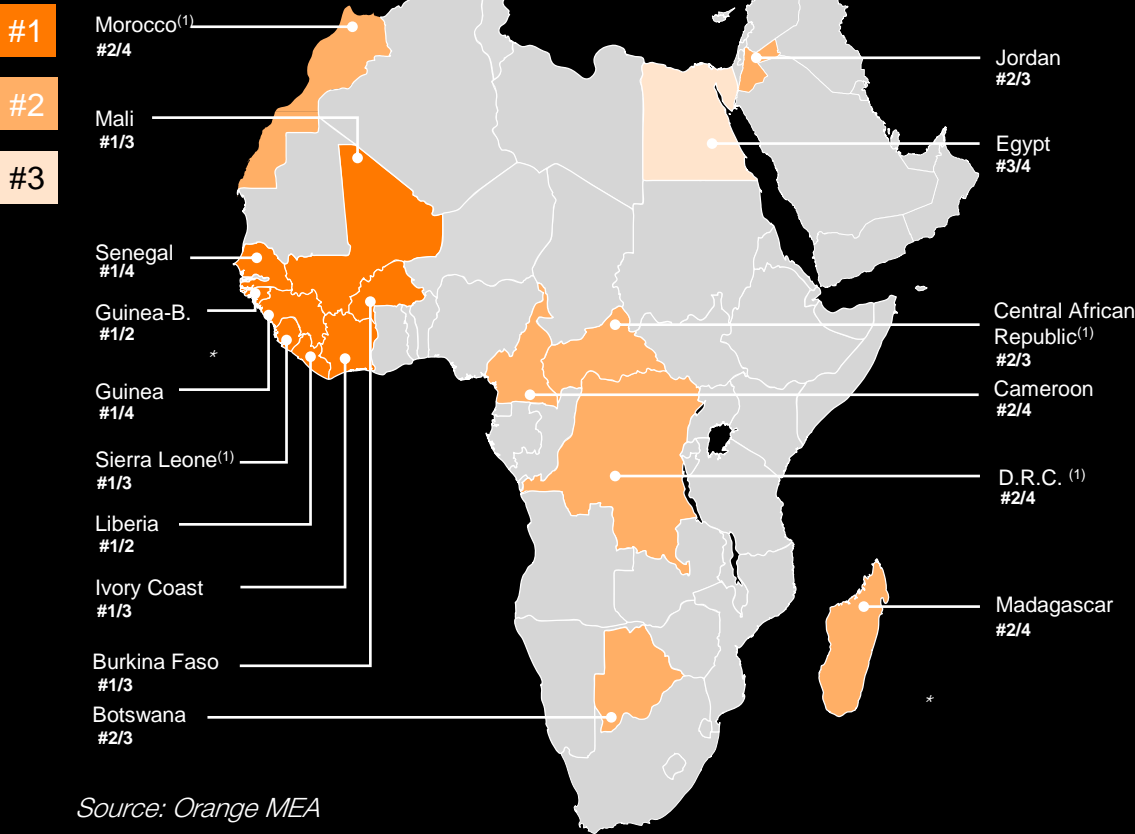 #1
#2
#3
Morocco(1)
#2/4
Mali
#1/3
Senegal
#1/4
Guinea-B.
#1/2
*
Guinea
#1/4
Sierra Leone(1)
#1/3
Liberia
#1/2
Ivory Coast
#1/3
Burkina Faso
#1/3
Botswana
#2/3
Jordan
#2/3
Egypt
#3/4
Central African
Republic(1)
#2/3
Cameroon
#2/4
D.R.C. (1)
#2/4
Madagascar
#2/4
*
Source: Orange MEA